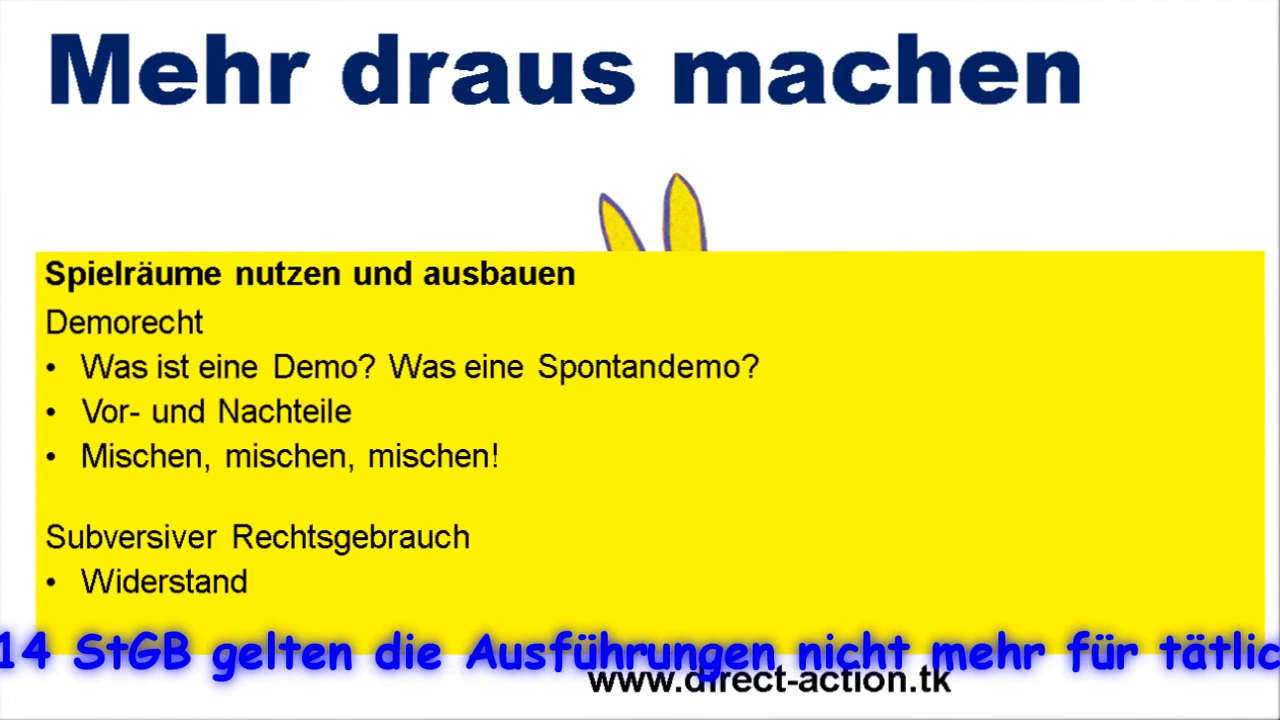 Mehr draus machen
Spielräume nutzen und ausbauen
Demorecht
• Was ist eine Demo? Was eine Spontandemo?
• Vor- und Nachteile
• Mischen, mischen, mischen!
Subversiver Rechtsgebrauch
• Widerstand
14 StGB gelten die Ausführungen nicht mehr für tätlic
www.direct-action.tk